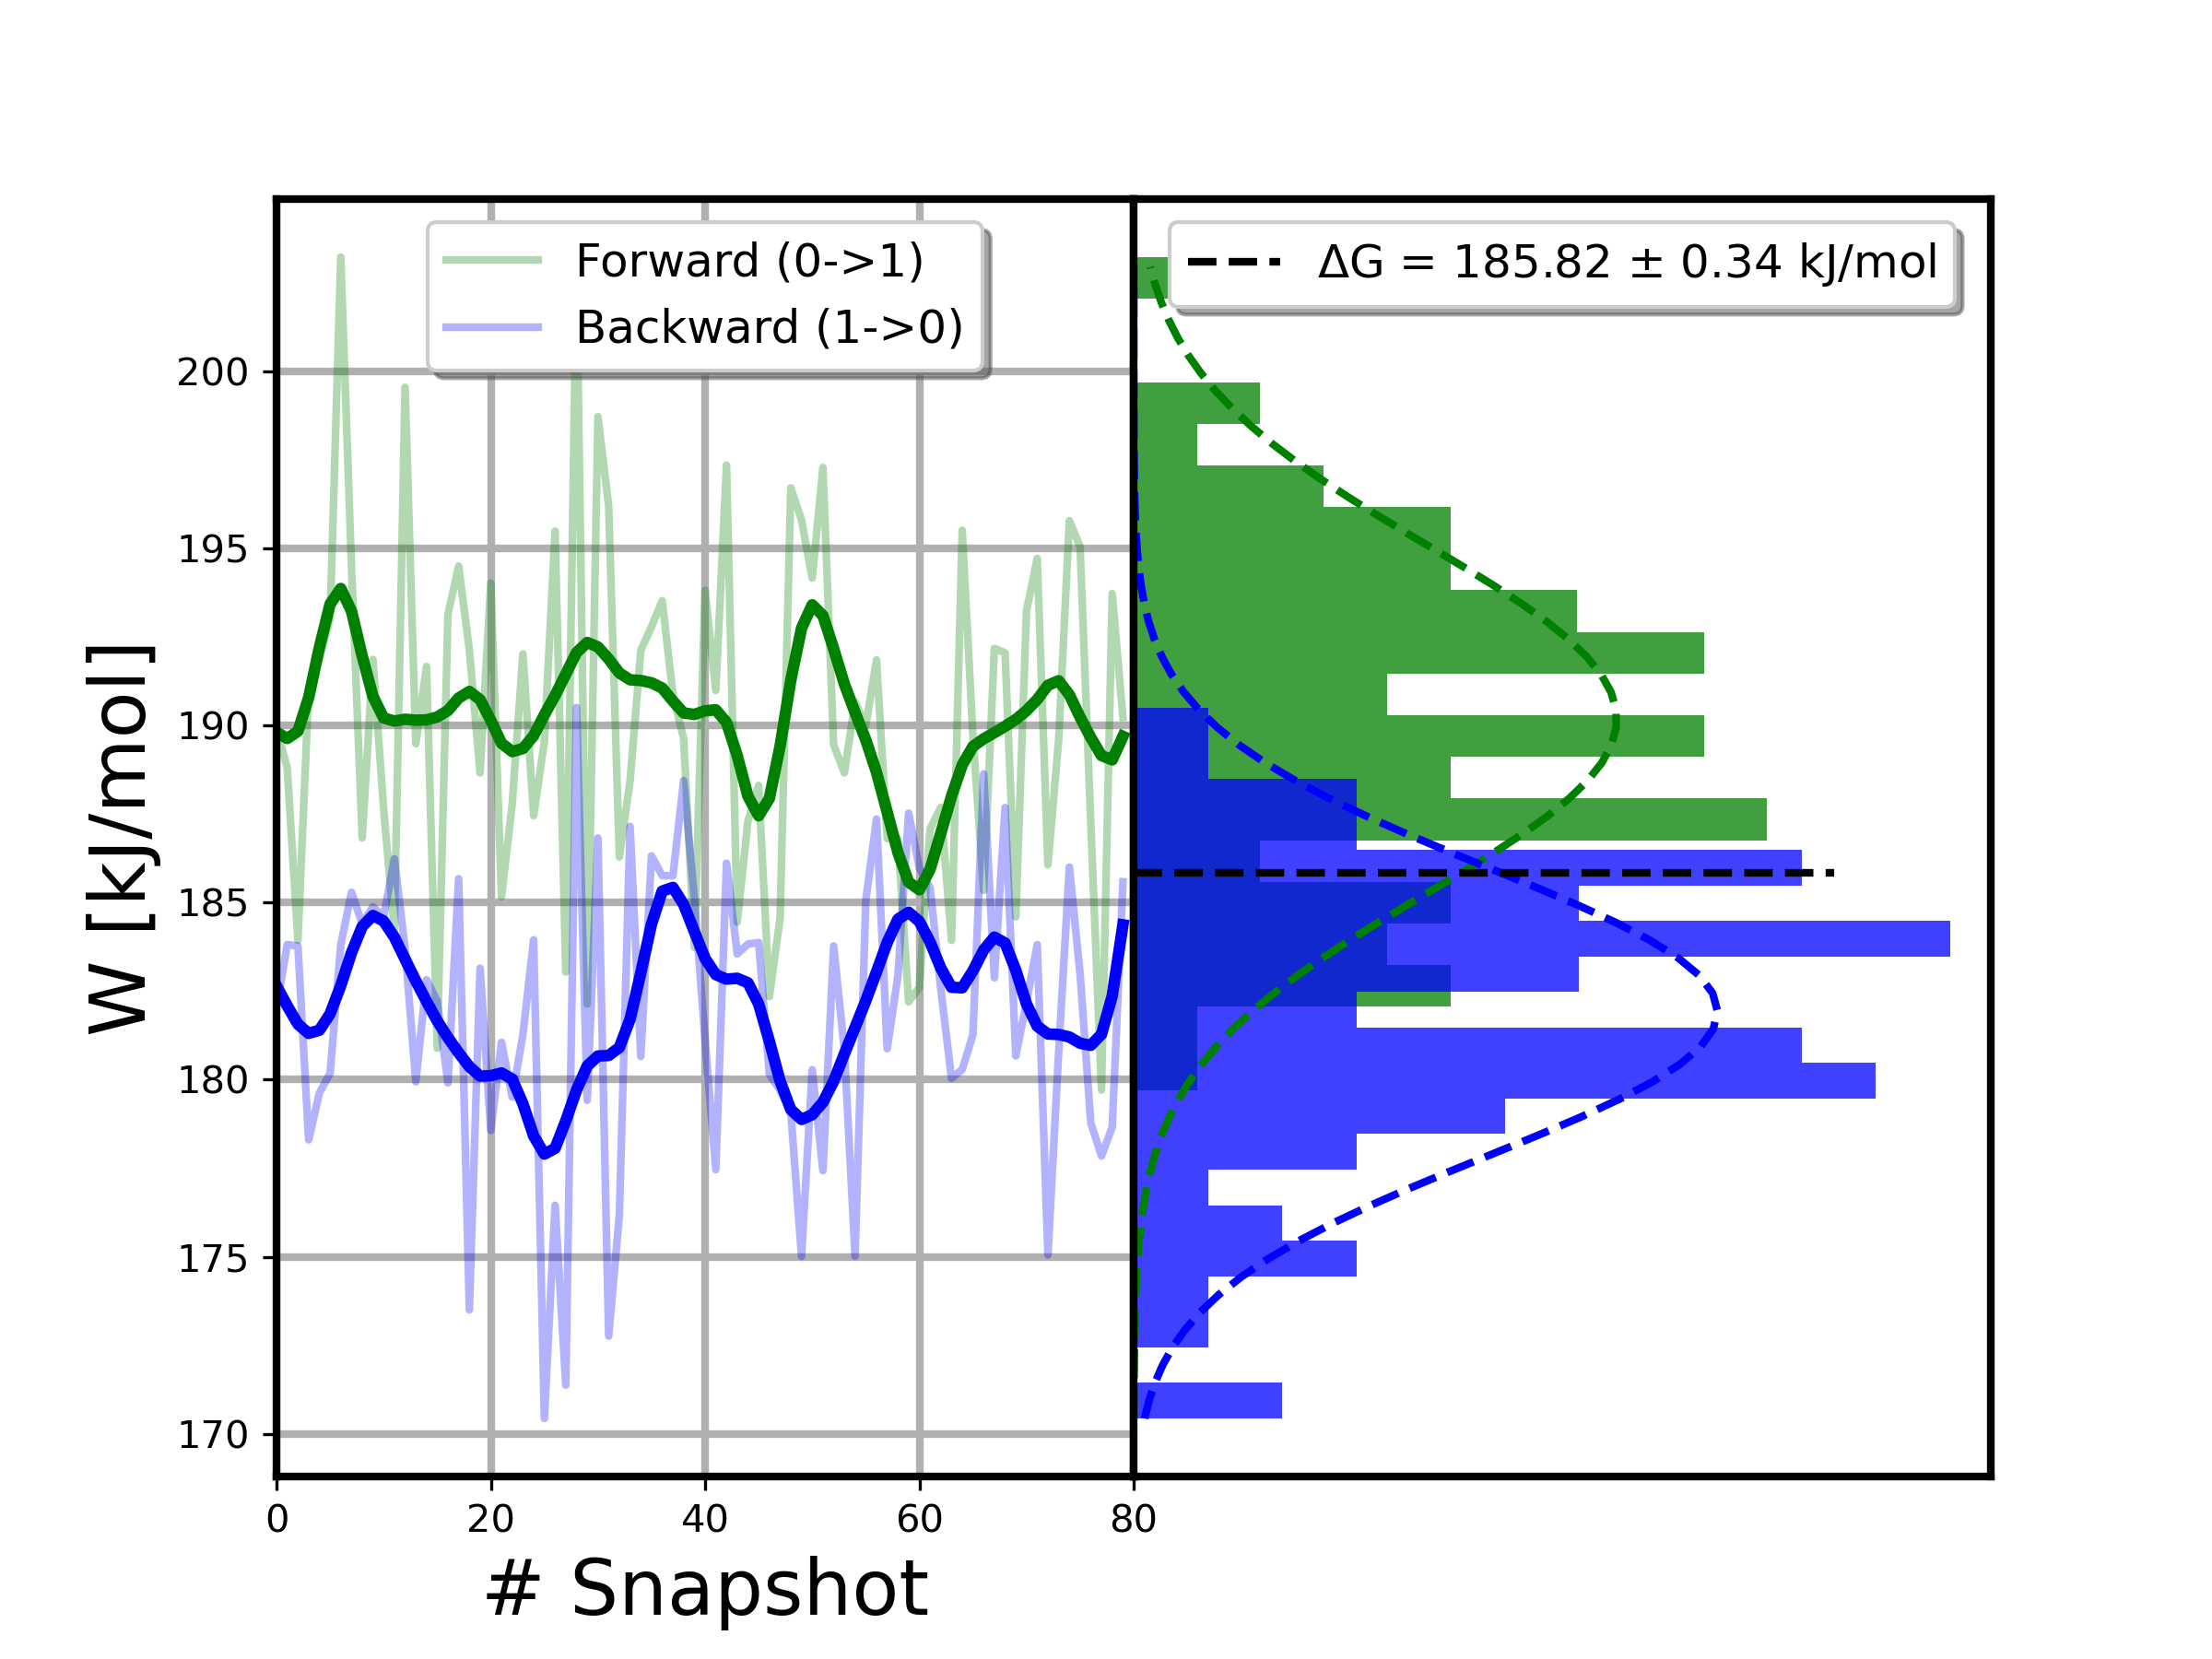 Forward (0->1)
Backward (1->0)
ΔG = 185.82 ± 0.34 kJ/mol
200
195
190
185
180
175
170
W [kJ/mol]
0 20 40 60 80
# Snapshot